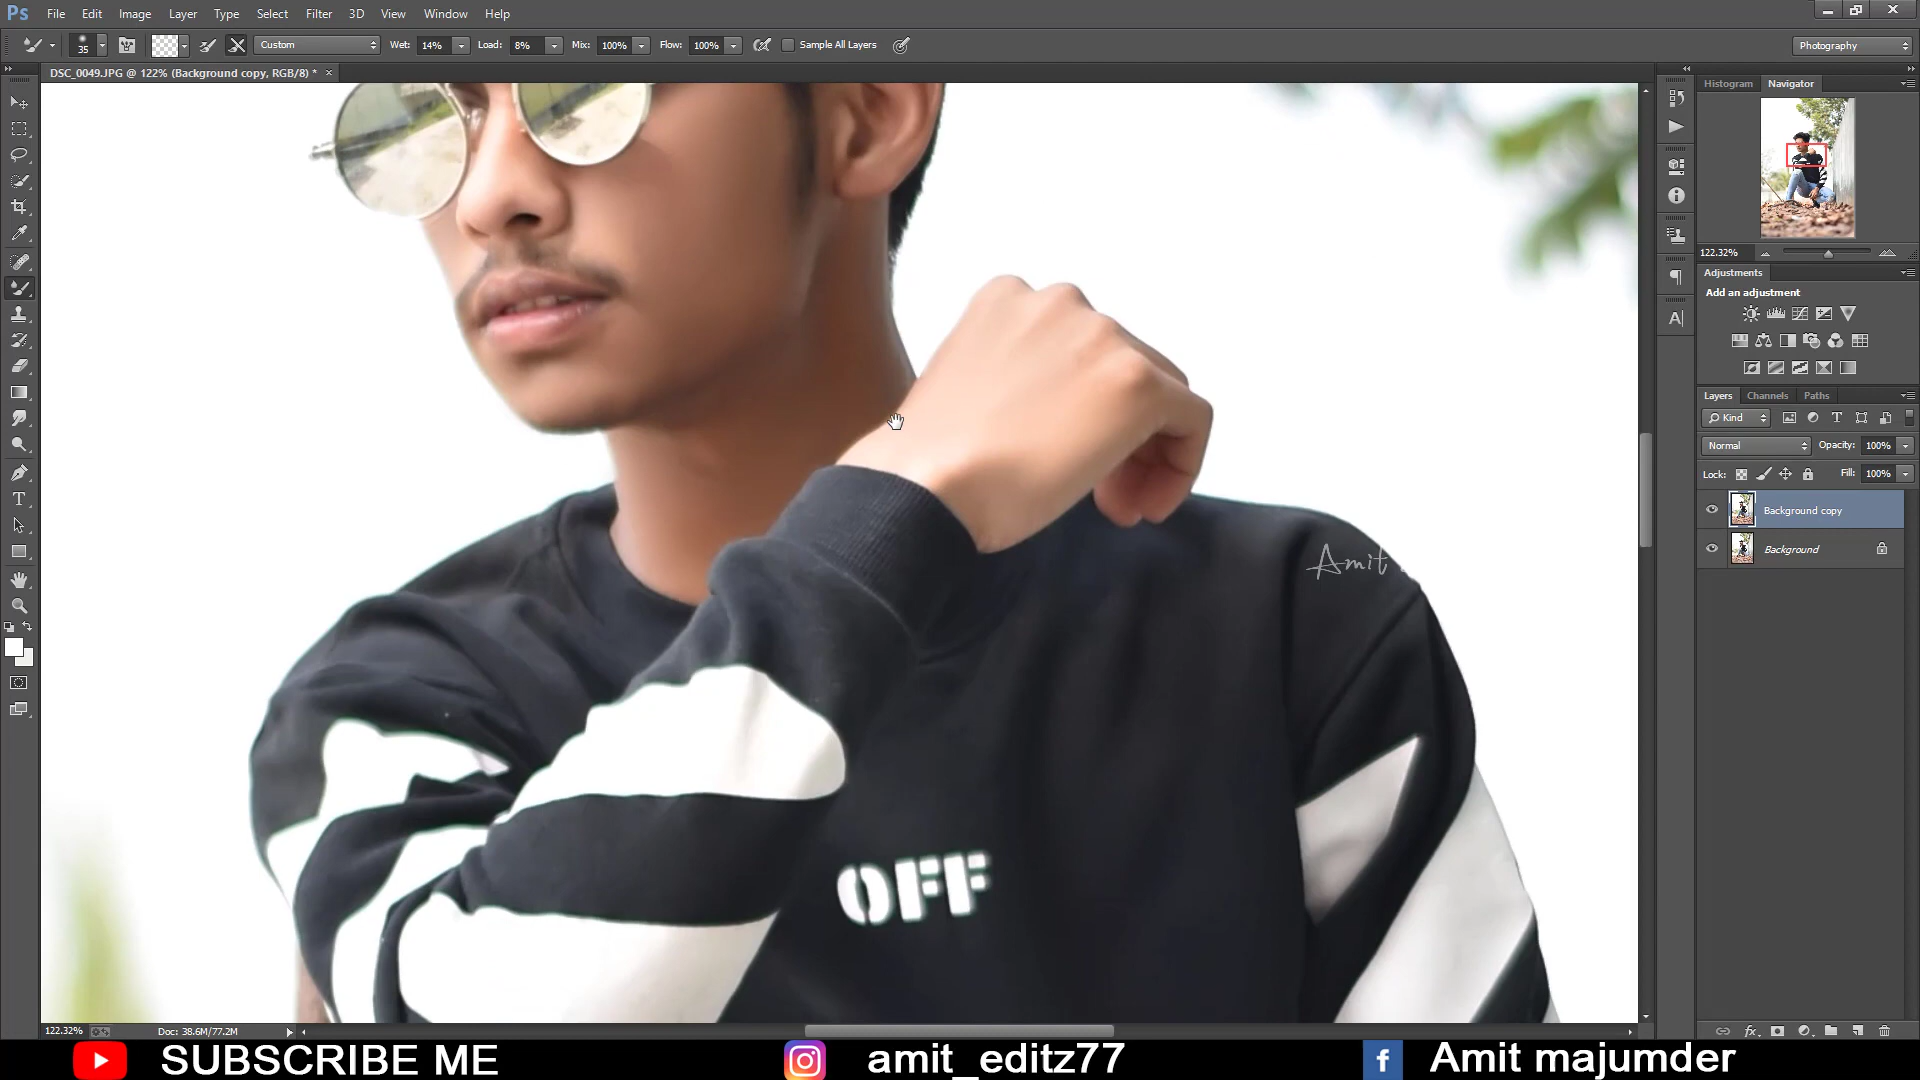 Ps File Edit Image Layer Type Select Filter 3D View Window Help
35 Custom Wet: 14% Load: 8% Mix: 100% Flow: 100% Sample All Layers Photography
DSC_0049.JPG @ 122% (Background copy, RGB/8) * ×
Histogram Navigator
122.32%
Adjustments
Add an adjustment
Layers Channels Paths
Kind
Normal Opacity: 100%
Lock: Fill: 100%
Background copy
Background
Amit
OFF
122.32% Doc: 38.6M/77.2M
SUBSCRIBE ME amit_editz77 Amit majumder